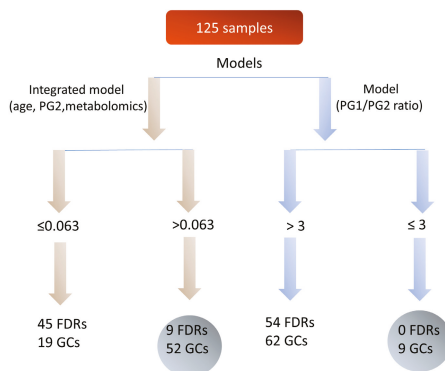 125 samples
Models
Integrated model
(age, PG2,metabolomics)
Model
(PG1/PG2 ratio)
≤0.063
>0.063
> 3
≤ 3
45 FDRs
19 GCs
9 FDRs
52 GCs
54 FDRs
62 GCs
0 FDRs
9 GCs